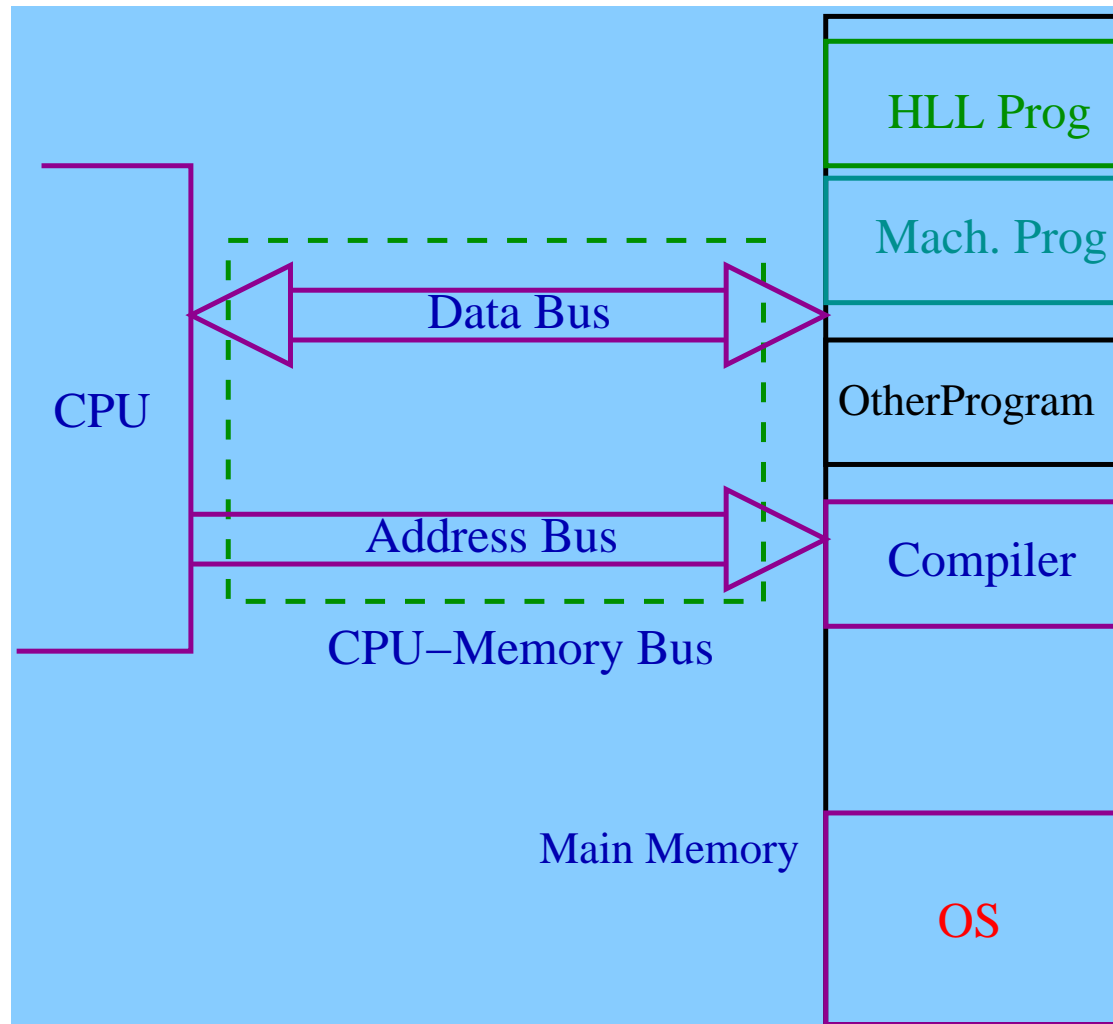 HLL Prog
Mach. Prog
Data Bus
CPU
OtherProgram
Address Bus
Compiler
CPU−Memory Bus
Main Memory
OS